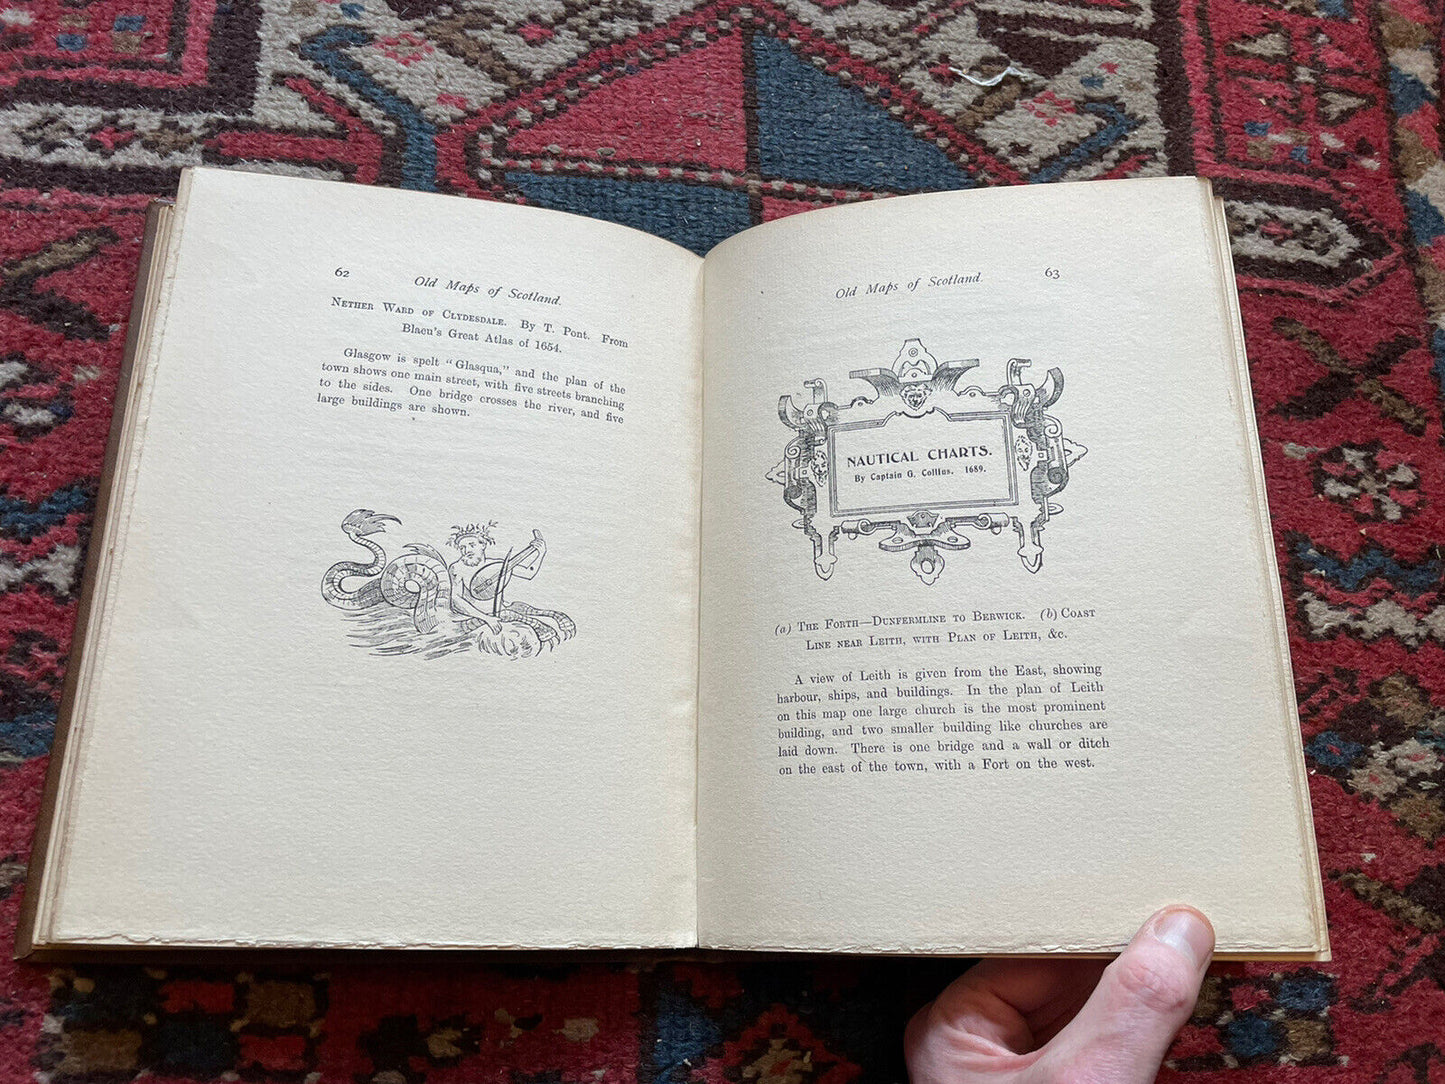 62
Old Maps of Scotland.
Nether Ward of Clydesdale. By T. Pont. From
Blaeu's Great Atlas of 1654.
Glasgow is spelt "Glasqua," and the plan of the
town shows one main street, with five streets branching
to the sides. One bridge crosses the river, and five
large buildings are shown.
Old Maps of Scotland.
63
NAUTICAL CHARTS.
By Captain G. Collins. 1689.
(a) The Forth—Dunfermline to Berwick. (b) Coast
Line near Leith, with Plan of Leith, &c.
A view of Leith is given from the East, showing
harbour, ships, and buildings. In the plan of Leith
on this map one large church is the most prominent
building, and two smaller building like churches are
laid down. There is one bridge and a wall or ditch
on the east of the town, with a Fort on the west.